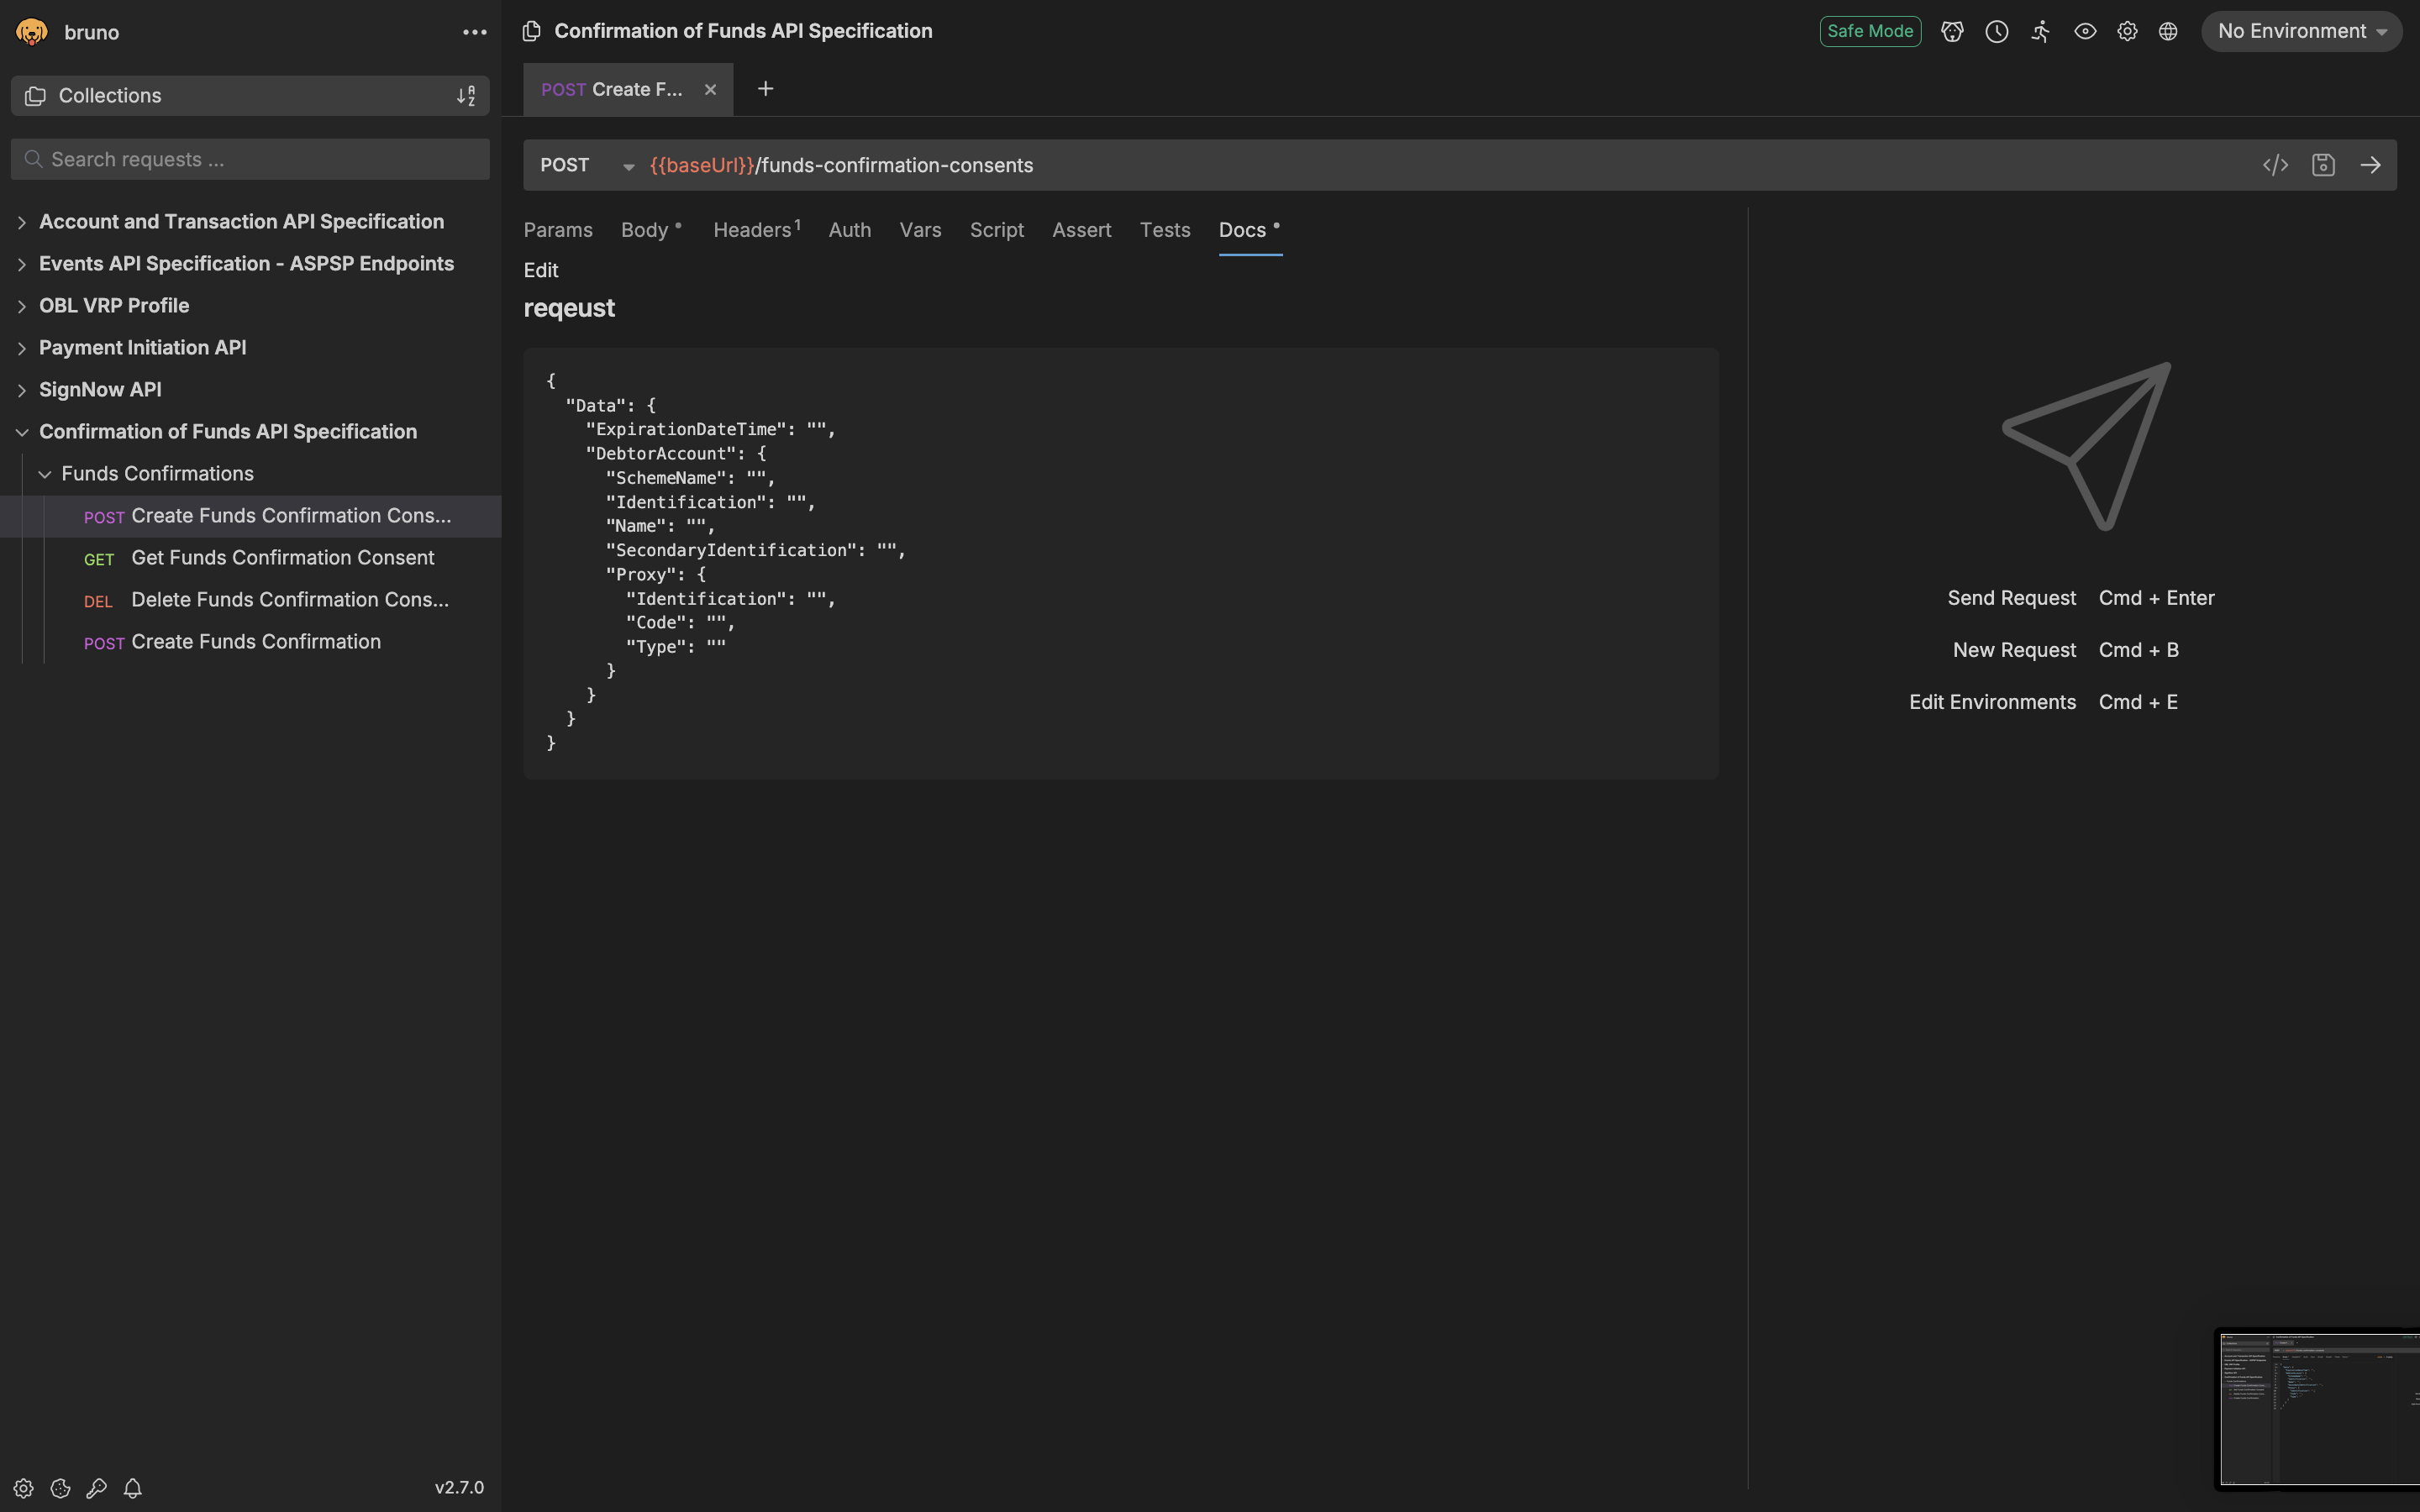 bruno
Collections
Search requests ...
Account and Transaction API Specification
Events API Specification - ASPSP Endpoints
OBL VRP Profile
Payment Initiation API
SignNow API
Confirmation of Funds API Specification
Funds Confirmations
POST Create Funds Confirmation Cons...
GET Get Funds Confirmation Consent
DEL Delete Funds Confirmation Cons...
POST Create Funds Confirmation
v2.7.0
Confirmation of Funds API Specification
Safe Mode
No Environment
POST Create F...
POST {{baseUrl}}/funds-confirmation-consents
Params Body Headers 1 Auth Vars Script Assert Tests Docs
Edit
reqeust
{
"Data": {
"ExpirationDateTime": "",
"DebtorAccount": {
"SchemeName": "",
"Identification": "",
"Name": "",
"SecondaryIdentification": "",
"Proxy": {
"Identification": "",
"Code": "",
"Type": ""
}
}
}
}
Send Request Cmd + Enter
New Request Cmd + B
Edit Environments Cmd + E